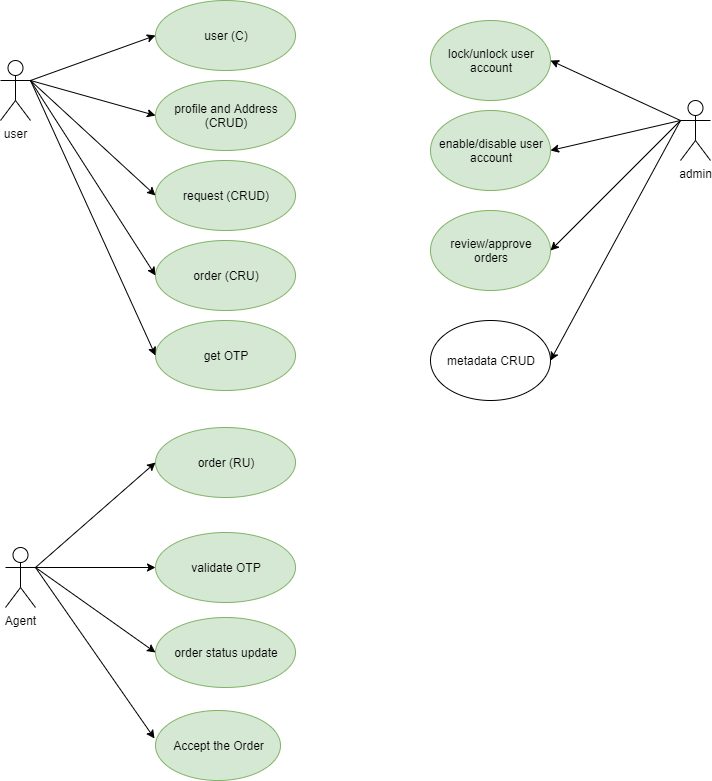 user (C)
user
profile and Address
(CRUD)
request (CRUD)
order (CRU)
get OTP
lock/unlock user
account
admin
enable/disable user
account
review/approve
orders
metadata CRUD
Agent
order (RU)
validate OTP
order status update
Accept the Order